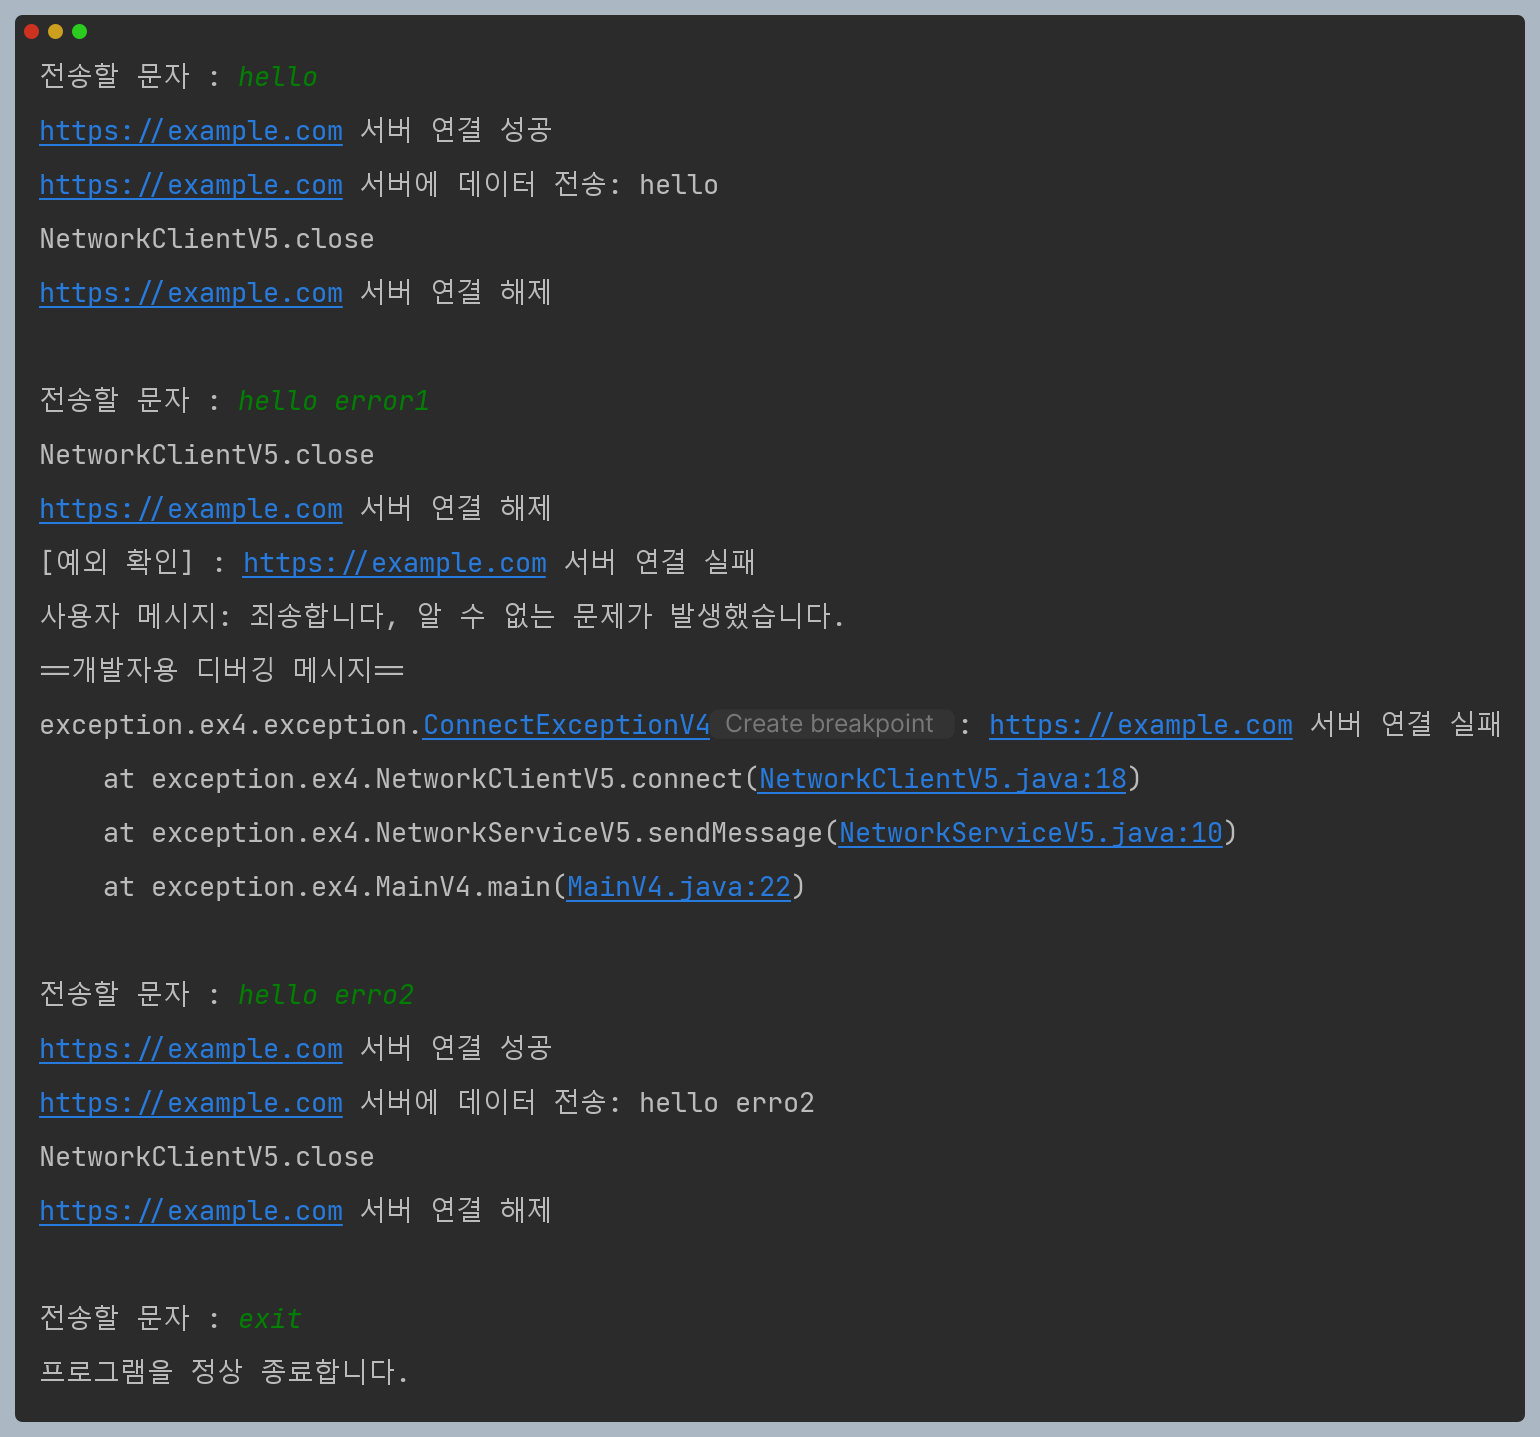 전송할 문자 : hello
https://example.com 서버 연결 성공
https://example.com 서버에 데이터 전송: hello
NetworkClientV5.close
https://example.com 서버 연결 해제
전송할 문자 : hello error1
NetworkClientV5.close
https://example.com 서버 연결 해제
[예외 확인] : https://example.com 서버 연결 실패
사용자 메시지: 죄송합니다, 알 수 없는 문제가 발생했습니다.
==개발자용 디버깅 메시지==
exception.ex4.exception.ConnectExceptionV4 Create breakpoint : https://example.com 서버 연결 실패
at exception.ex4.NetworkClientV5.connect(NetworkClientV5.java:18)
at exception.ex4.NetworkServiceV5.sendMessage(NetworkServiceV5.java:10)
at exception.ex4.MainV4.main(MainV4.java:22)
전송할 문자 : hello erro2
https://example.com 서버 연결 성공
https://example.com 서버에 데이터 전송: hello erro2
NetworkClientV5.close
https://example.com 서버 연결 해제
전송할 문자 : exit
프로그램을 정상 종료합니다.